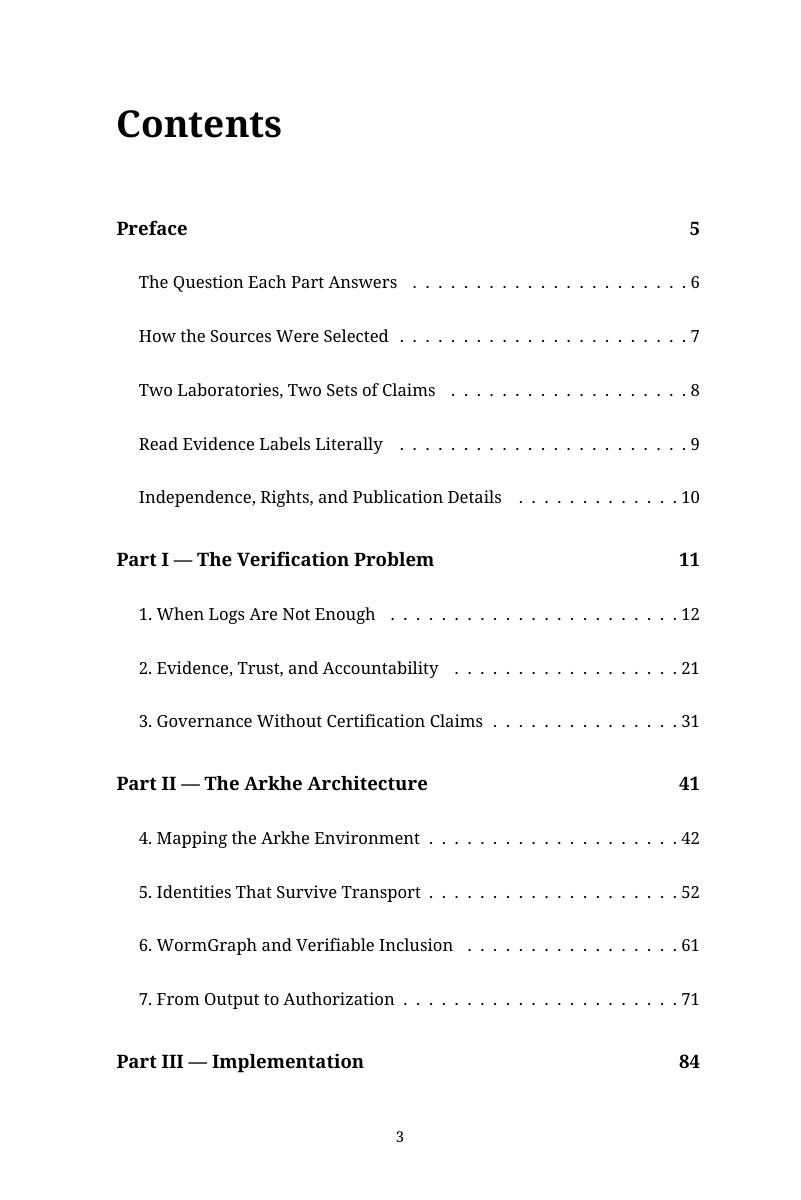 Contents
Preface 5
The Question Each Part Answers . . . . . . . . . . . . . . . . . . . . . . 6
How the Sources Were Selected . . . . . . . . . . . . . . . . . . . . . . . 7
Two Laboratories, Two Sets of Claims . . . . . . . . . . . . . . . . . . . 8
Read Evidence Labels Literally . . . . . . . . . . . . . . . . . . . . . . . 9
Independence, Rights, and Publication Details . . . . . . . . . . . . . 10
Part I — The Verification Problem 11
1. When Logs Are Not Enough . . . . . . . . . . . . . . . . . . . . . . . 12
2. Evidence, Trust, and Accountability . . . . . . . . . . . . . . . . . . 21
3. Governance Without Certification Claims . . . . . . . . . . . . . . . 31
Part II — The Arkhe Architecture 41
4. Mapping the Arkhe Environment . . . . . . . . . . . . . . . . . . . . 42
5. Identities That Survive Transport . . . . . . . . . . . . . . . . . . . . 52
6. WormGraph and Verifiable Inclusion . . . . . . . . . . . . . . . . . 61
7. From Output to Authorization . . . . . . . . . . . . . . . . . . . . . . 71
Part III — Implementation 84
3